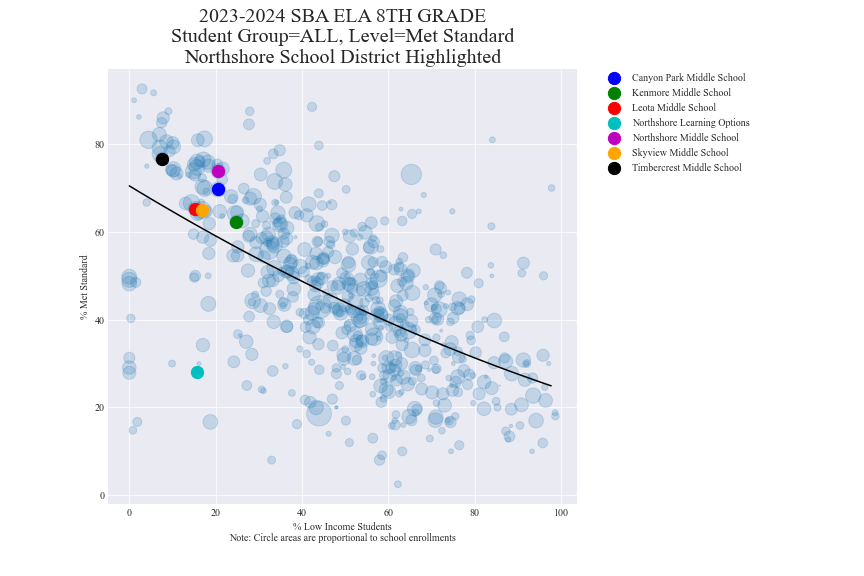 2023-2024 SBA ELA 8TH GRADE
Student Group=ALL, Level=Met Standard
Northshore School District Highlighted
Canyon Park Middle School
Kenmore Middle School
Leota Middle School
Northshore Learning Options
Northshore Middle School
Skyview Middle School
Timbercrest Middle School
% Met Standard
80
60
40
20
0
0 20 40 60 80 100
% Low Income Students
Note: Circle areas are proportional to school enrollments